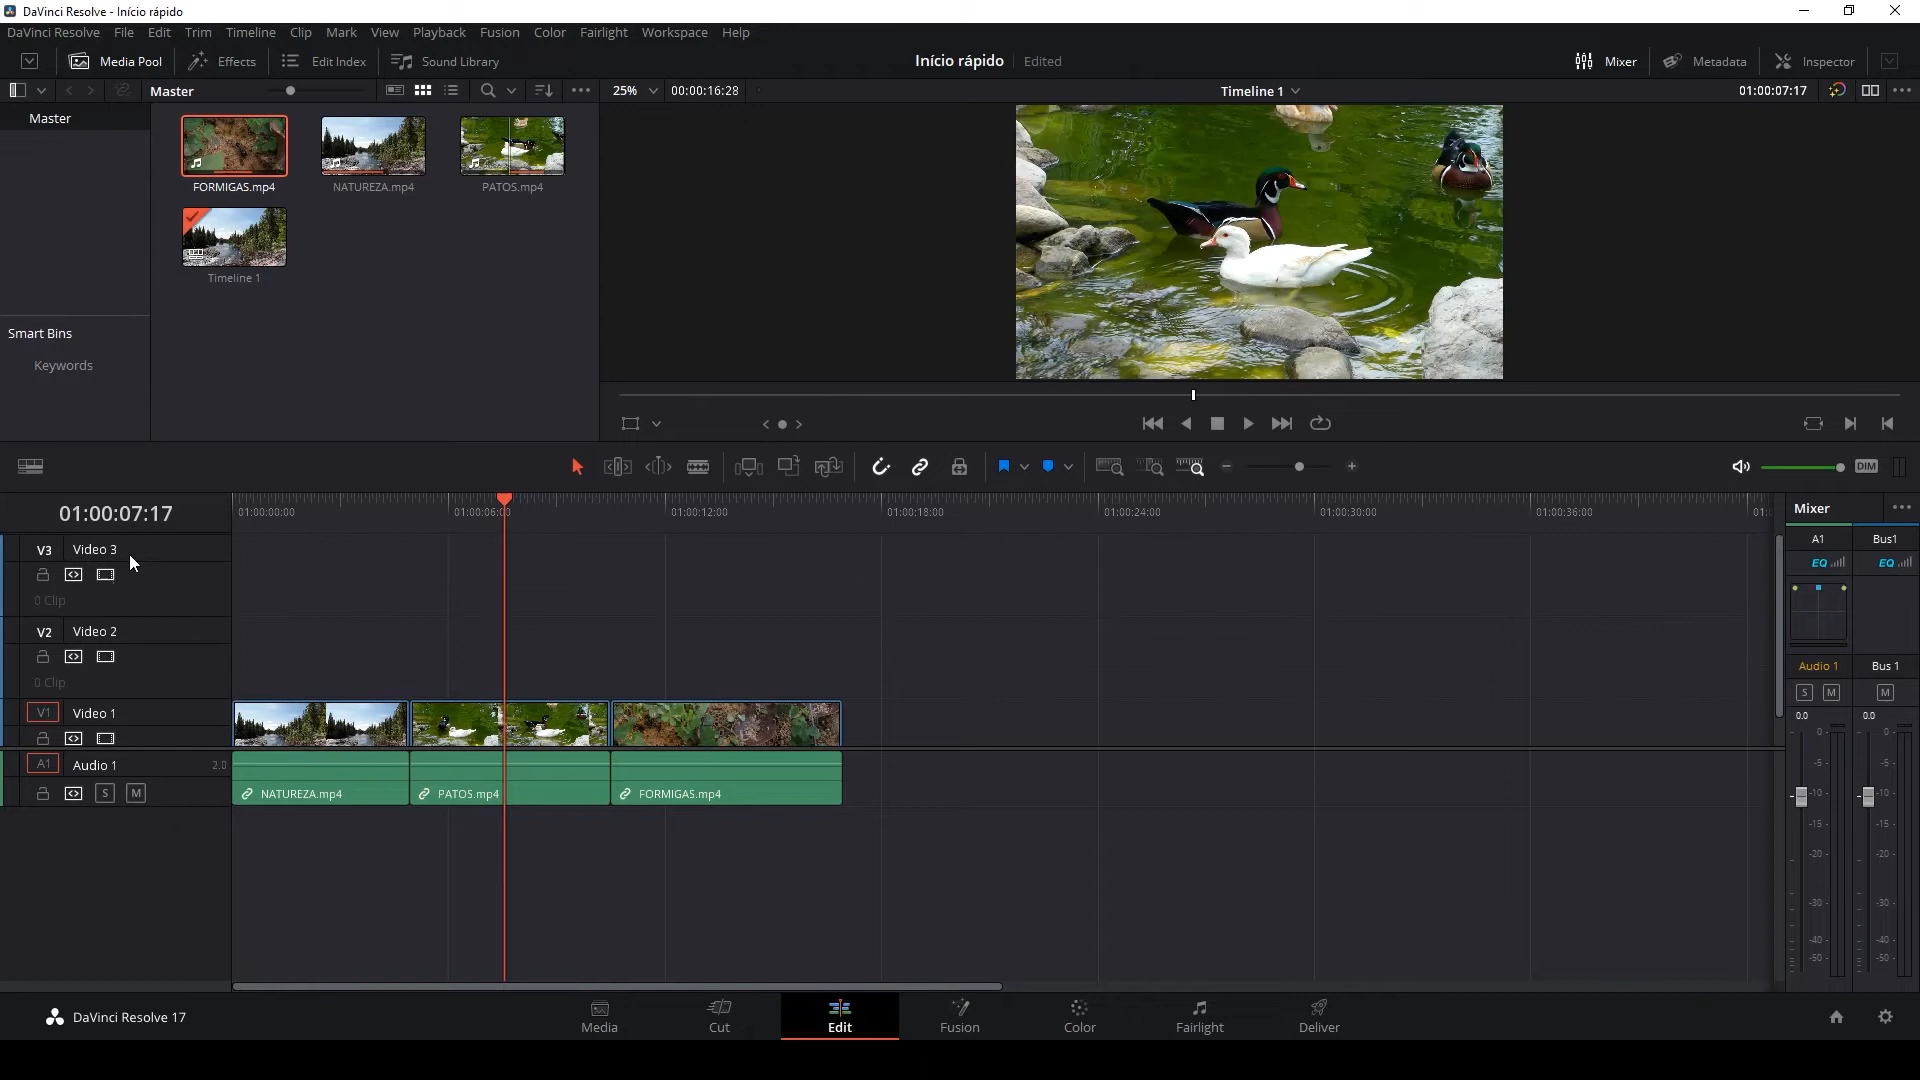 DaVinci Resolve - Início rápido
DaVinci Resolve File Edit Trim Timeline Clip Mark View Playback Fusion Color Fairlight Workspace Help
Media Pool Effects Edit Index Sound Library Início rápido Edited Mixer Metadata Inspector
Master 25% 00:00:16:28 Timeline 1 01:00:07:17
Master
FORMIGAS.mp4 NATUREZA.mp4 PATOS.mp4
Timeline 1
Smart Bins
Keywords
DIM
01:00:07:17
01:00:00:00 01:00:06:00 01:00:12:00 01:00:18:00 01:00:24:00 01:00:30:00 01:00:36:00
Mixer
V3 Video 3
0 Clip
V2 Video 2
0 Clip
V1 Video 1
A1 Audio 1 2.0
S M
NATUREZA.mp4 PATOS.mp4 FORMIGAS.mp4
A1 Bus1
EQ EQ
Audio 1 Bus 1
S M M
0.0 0.0
0- 0-
-5- -5-
-10- -10-
-15- -15-
-20- -20-
-30- -30-
-40- -40-
-50- -50-
DaVinci Resolve 17
Media Cut Edit Fusion Color Fairlight Deliver